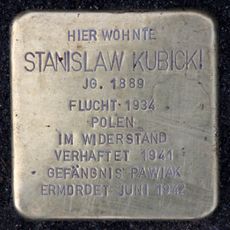 HIER WOHNTE
STANISLAW KUBICKI
JG. 1889
FLUCHT 1934
POLEN
IM WIDERSTAND
VERHAFTET 1941
GEFÄNGNIS PAWIAK
ERMORDET JUNI 1942